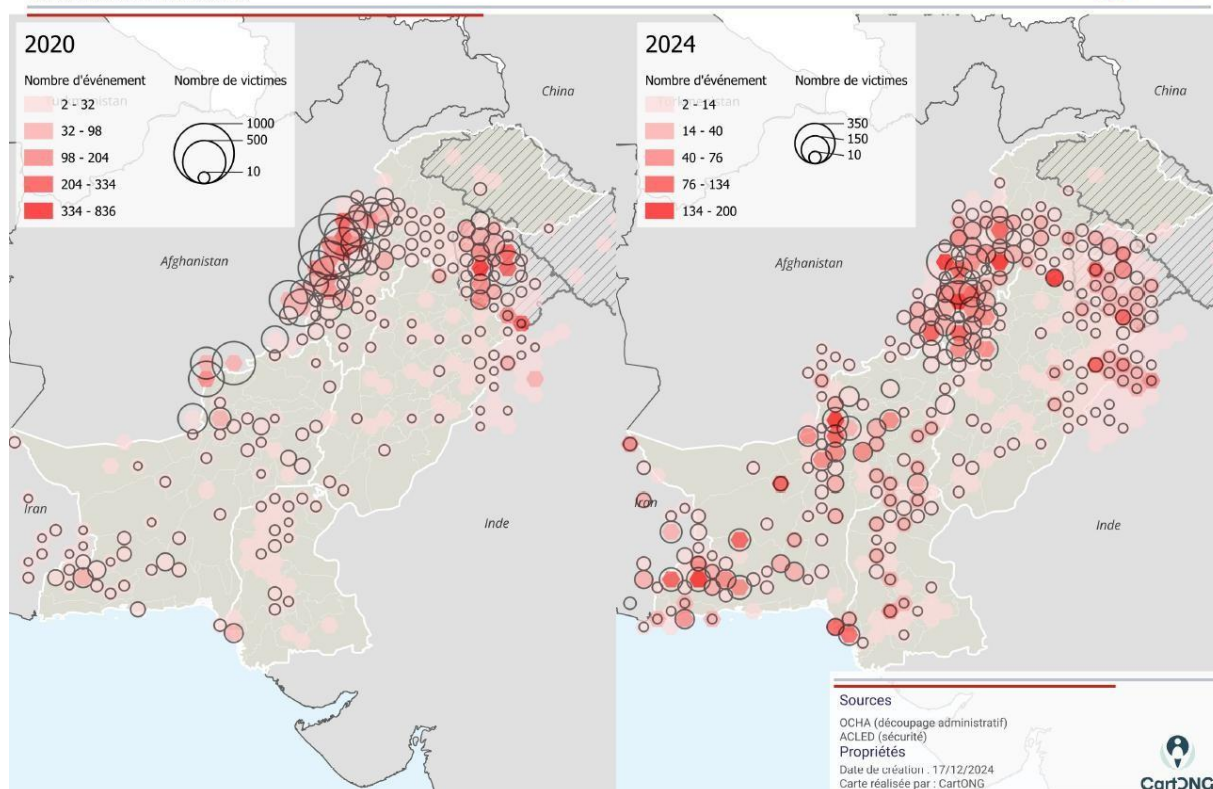 2020
Nombre d'événement
Nombre de victimes
2 - 32
32 - 98
98 - 204
204 - 334
334 - 836
1000
500
10
China
Afghanistan
Iran
Inde
2024
Nombre d'événement
Nombre de victimes
2 - 14
14 - 40
40 - 76
76 - 134
134 - 200
350
150
10
China
Afghanistan
Iran
Inde
Sources
OCHA (découpage administratif)
ACLED (sécurité)
Propriétés
Date de création : 17/12/2024
Carte réalisée par : CartONG
CartONG